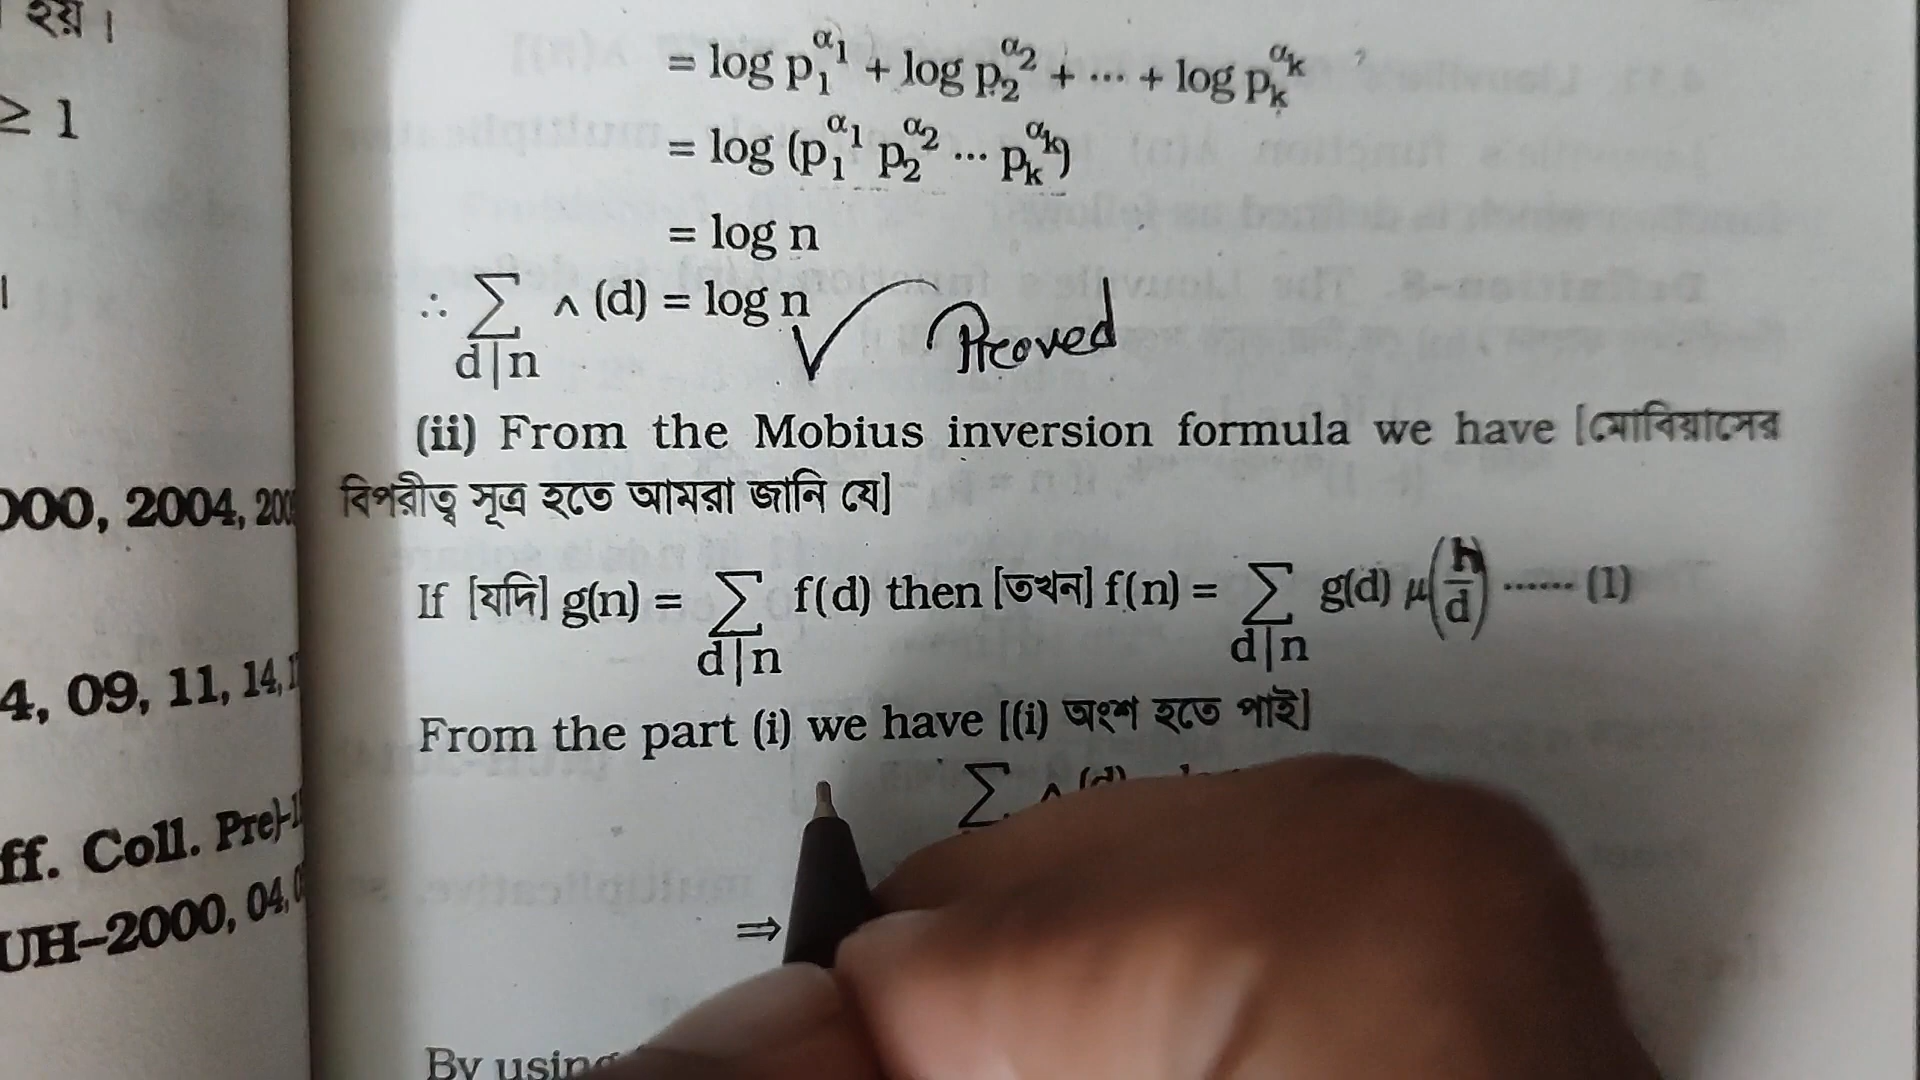 হয়।
≥ 1
000, 2004, 200
4, 09, 11, 14,
ff. Coll. Pre)-1
UH–2000, 04,
= log p₁^α₁ + log p₂^α₂ + ... + log pₖ^αₖ
= log (p₁^α₁ p₂^α₂ ... pₖ^αₖ)
= log n
∴ ∑ ∧ (d) = log n Proved
d|n
(ii) From the Mobius inversion formula we have [মোবিয়াসের
বিপরীত্ব সূত্র হতে আমরা জানি যে]
If [যদি] g(n) = ∑ f(d) then [তখন] f(n) = ∑ g(d) μ(n/d) ...... (1)
d|n d|n
From the part (i) we have [(i) অংশ হতে পাই]
∑ ∧ (d)
⇒
By using